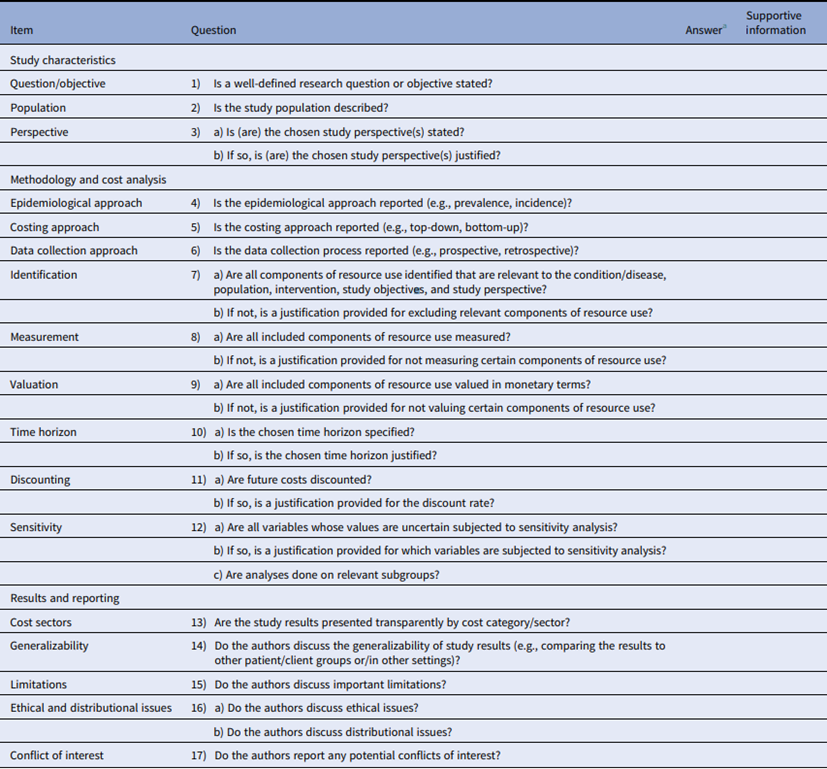 Item Question Answera Supportive information
Study characteristics
Question/objective 1) Is a well-defined research question or objective stated?
Population 2) Is the study population described?
Perspective 3) a) Is (are) the chosen study perspective(s) stated?
b) If so, is (are) the chosen study perspective(s) justified?
Methodology and cost analysis
Epidemiological approach 4) Is the epidemiological approach reported (e.g., prevalence, incidence)?
Costing approach 5) Is the costing approach reported (e.g., top-down, bottom-up)?
Data collection approach 6) Is the data collection process reported (e.g., prospective, retrospective)?
Identification 7) a) Are all components of resource use identified that are relevant to the condition/disease,
population, intervention, study objectives, and study perspective?
b) If not, is a justification provided for excluding relevant components of resource use?
Measurement 8) a) Are all included components of resource use measured?
b) If not, is a justification provided for not measuring certain components of resource use?
Valuation 9) a) Are all included components of resource use valued in monetary terms?
b) If not, is a justification provided for not valuing certain components of resource use?
Time horizon 10) a) Is the chosen time horizon specified?
b) If so, is the chosen time horizon justified?
Discounting 11) a) Are future costs discounted?
b) If so, is a justification provided for the discount rate?
Sensitivity 12) a) Are all variables whose values are uncertain subjected to sensitivity analysis?
b) If so, is a justification provided for which variables are subjected to sensitivity analysis?
c) Are analyses done on relevant subgroups?
Results and reporting
Cost sectors 13) Are the study results presented transparently by cost category/sector?
Generalizability 14) Do the authors discuss the generalizability of study results (e.g., comparing the results to
other patient/client groups or/in other settings)?
Limitations 15) Do the authors discuss important limitations?
Ethical and distributional issues 16) a) Do the authors discuss ethical issues?
b) Do the authors discuss distributional issues?
Conflict of interest 17) Do the authors report any potential conflicts of interest?